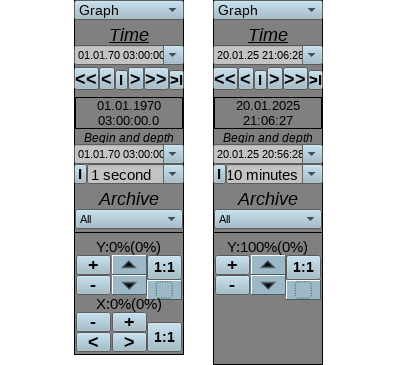 Graph
Time
01.01.70 03:00:00
<< < I > >> >I
01.01.1970
03:00:00.0
Begin and depth
01.01.70 03:00:00
I 1 second
Archive
All
Y:0%(0%)
+ 1:1
-
X:0%(0%)
- +
< > 1:1
Graph
Time
20.01.25 21:06:28
<< < I > >> >I
20.01.2025
21:06:27
Begin and depth
20.01.25 20:56:28
I 10 minutes
Archive
All
Y:100%(0%)
+ 1:1
-